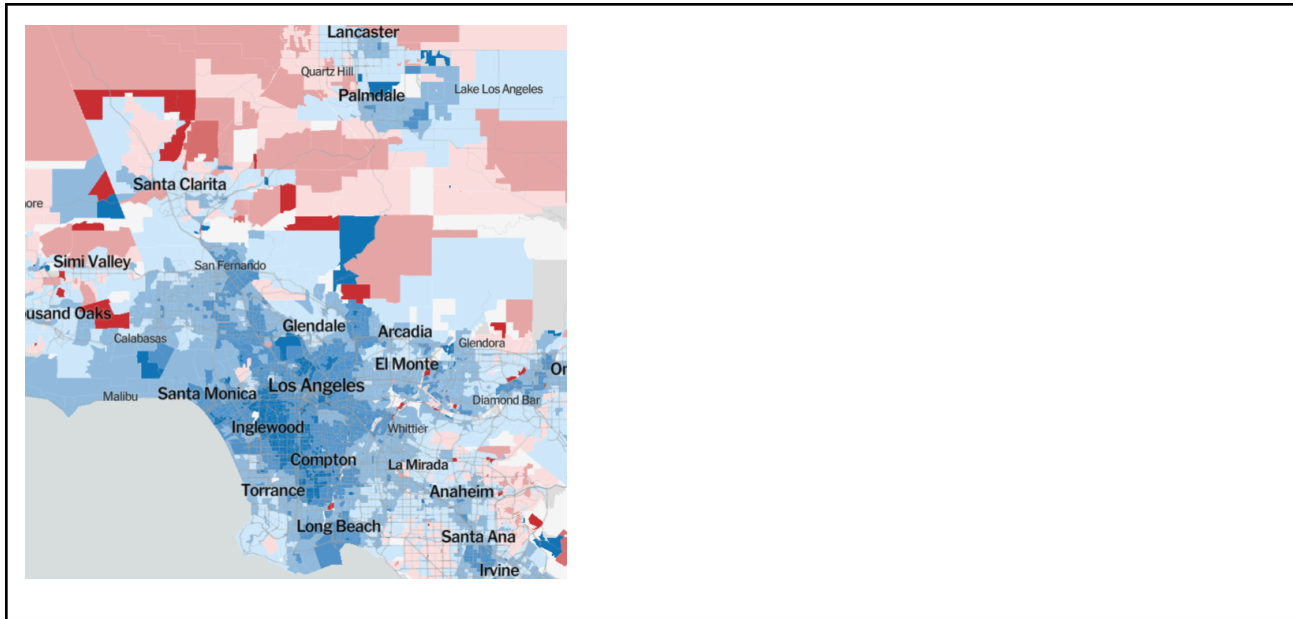 Lancaster
Quartz Hill
Palmdale
Lake Los Angeles
Santa Clarita
ore
Simi Valley
San Fernando
usand Oaks
Glendale
Arcadia
Calabasas
Glendora
El Monte
Or
Los Angeles
Malibu
Santa Monica
Diamond Bar
Inglewood
Whittier
Compton
La Mirada
Torrance
Anaheim
Long Beach
Santa Ana
Irvine